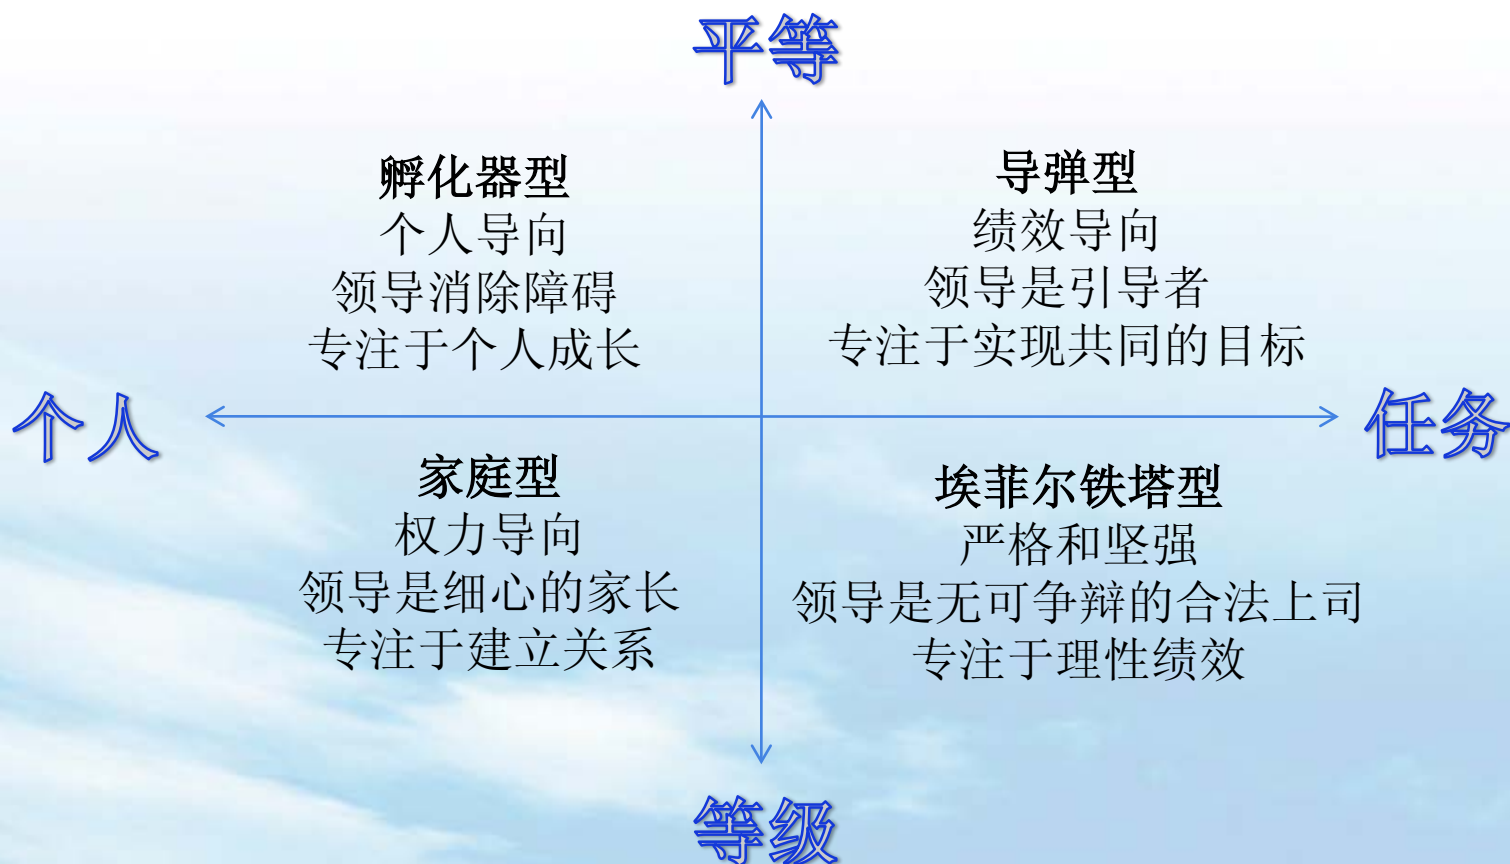 平等
孵化器型
个人导向
领导消除障碍
专注于个人成长
导弹型
绩效导向
领导是引导者
专注于实现共同的目标
个人
任务
家庭型
权力导向
领导是细心的家长
专注于建立关系
埃菲尔铁塔型
严格和坚强
领导是无可争辩的合法上司
专注于理性绩效
等级